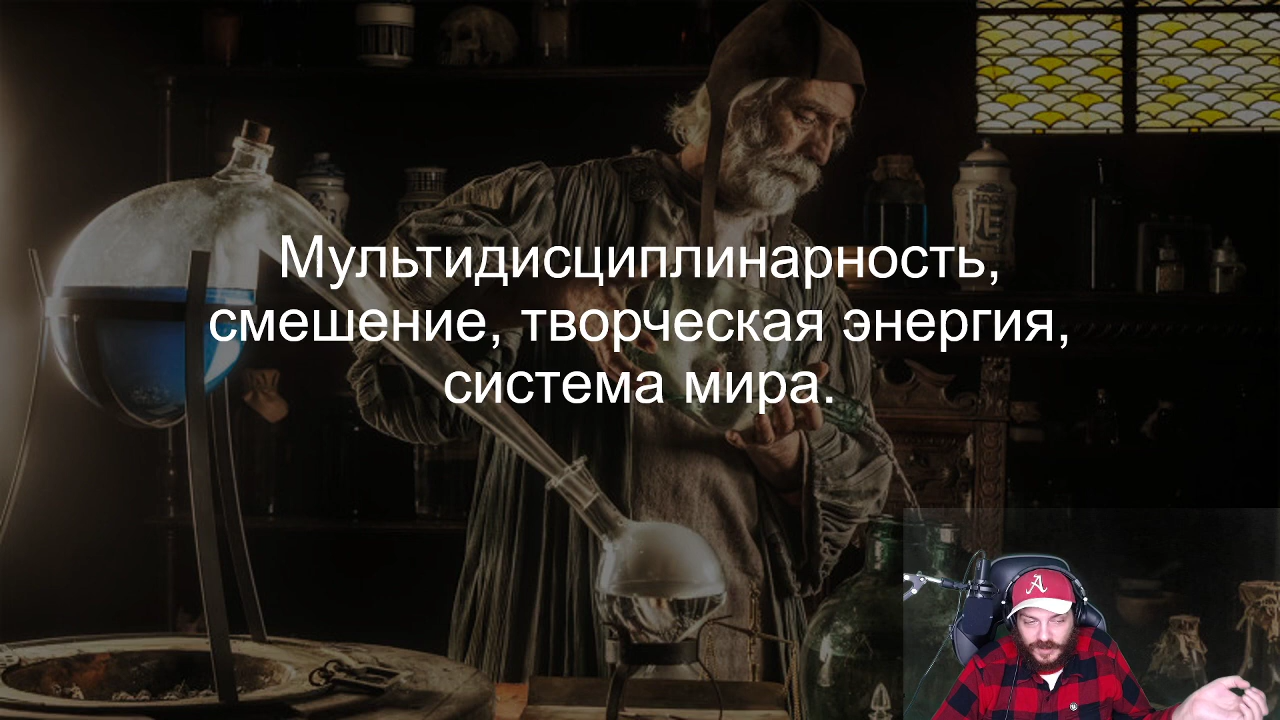 Мультидисциплинарность,
смешение, творческая энергия,
система мира.
A